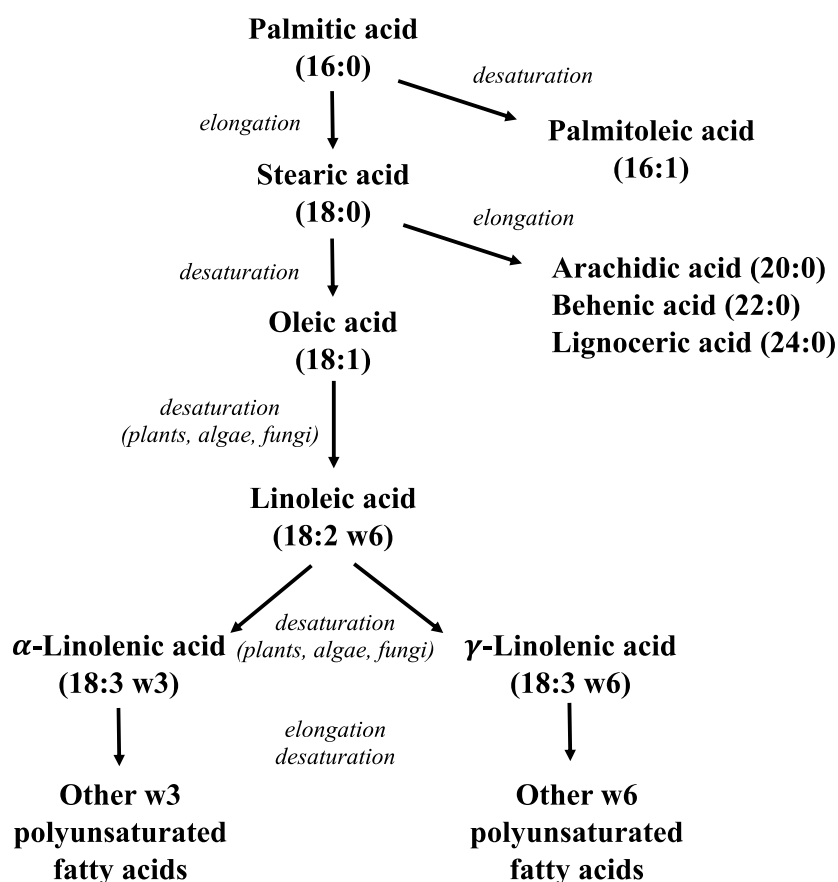 Palmitic acid
(16:0)
desaturation
elongation
Palmitoleic acid
(16:1)
Stearic acid
(18:0)
elongation
desaturation
Arachidic acid (20:0)
Behenic acid (22:0)
Lignoceric acid (24:0)
Oleic acid
(18:1)
desaturation
(plants, algae, fungi)
Linoleic acid
(18:2 w6)
desaturation
(plants, algae, fungi)
α-Linolenic acid
(18:3 w3)
γ-Linolenic acid
(18:3 w6)
elongation
desaturation
Other w3
polyunsaturated
fatty acids
Other w6
polyunsaturated
fatty acids